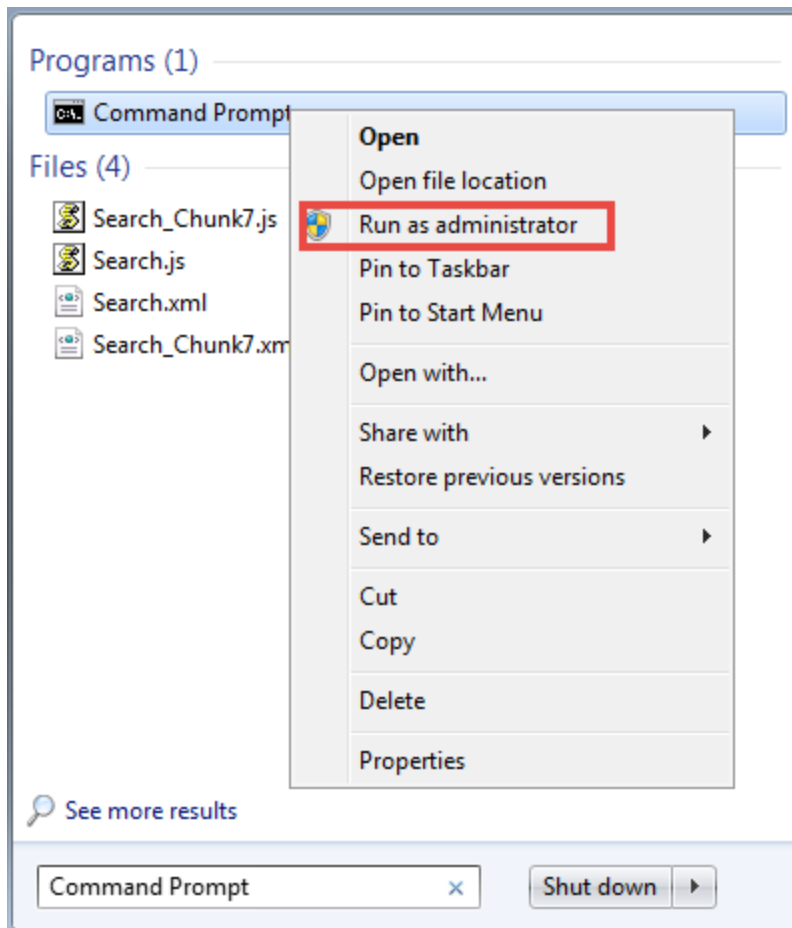 Programs (1)
C:\.
Command Prompt
Files (4)
Search_Chunk7.js
Search.js
Search.xml
Search_Chunk7.xm
Open
Open file location
Run as administrator
Pin to Taskbar
Pin to Start Menu
Open with...
Share with
Restore previous versions
Send to
Cut
Copy
Delete
Properties
See more results
Command Prompt
Shut down